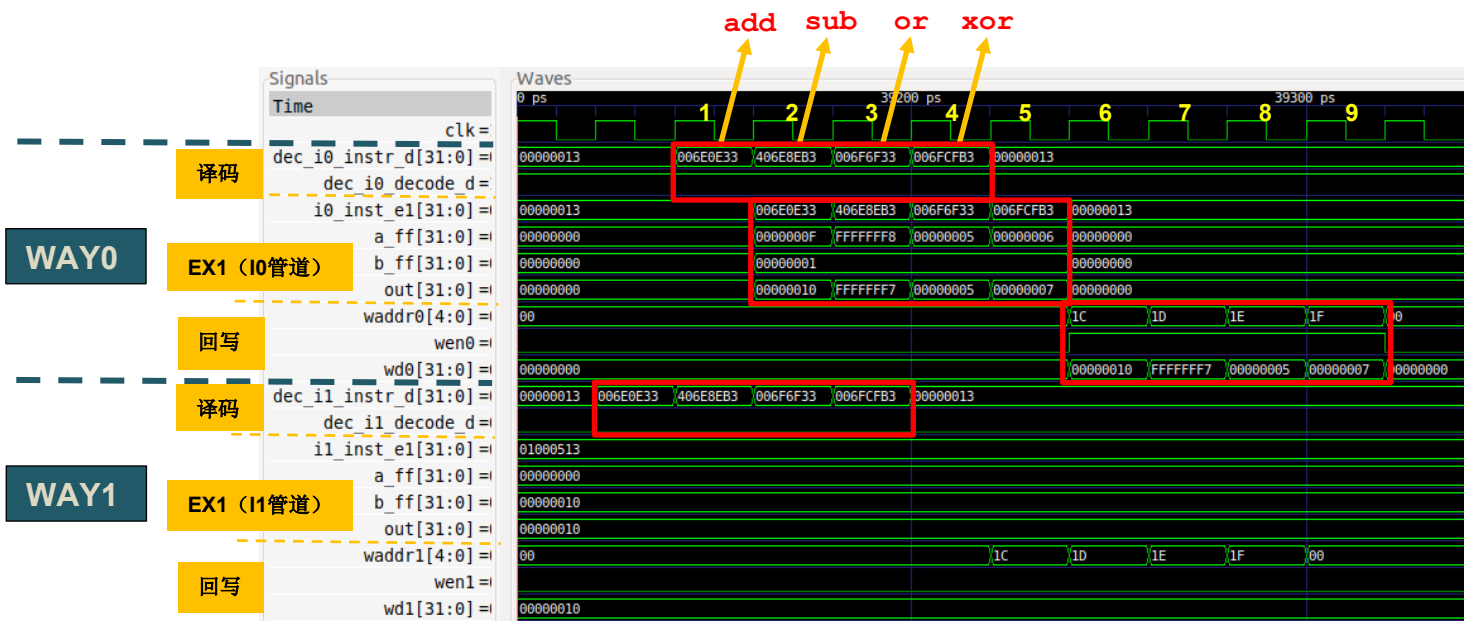 add sub or xor
Signals Waves
Time 0 ps 39200 ps 39300 ps
1 2 3 4 5 6 7 8 9
clk=
WAY0
译码
dec_i0_instr_d[31:0]= 00000013 006E0E33 406E8EB3 006F6F33 006FCFB3 00000013
dec_i0_decode_d=
EX1（I0管道）
i0_inst_e1[31:0]= 00000013 006E0E33 406E8EB3 006F6F33 006FCFB3 00000013
a_ff[31:0]= 00000000 0000000F FFFFFFF8 00000005 00000006 00000000
b_ff[31:0]= 00000000 00000001 00000000
out[31:0]= 00000000 00000010 FFFFFFF7 00000005 00000007 00000000
回写
waddr0[4:0]= 00 1C 1D 1E 1F 00
wen0=
wd0[31:0]= 00000000 00000010 FFFFFFF7 00000005 00000007 00000000
WAY1
译码
dec_i1_instr_d[31:0]= 00000013 006E0E33 406E8EB3 006F6F33 006FCFB3 00000013
dec_i1_decode_d=
EX1（I1管道）
i1_inst_e1[31:0]= 01000513
a_ff[31:0]= 00000000
b_ff[31:0]= 00000010
out[31:0]= 00000010
回写
waddr1[4:0]= 00 1C 1D 1E 1F 00
wen1=
wd1[31:0]= 00000010